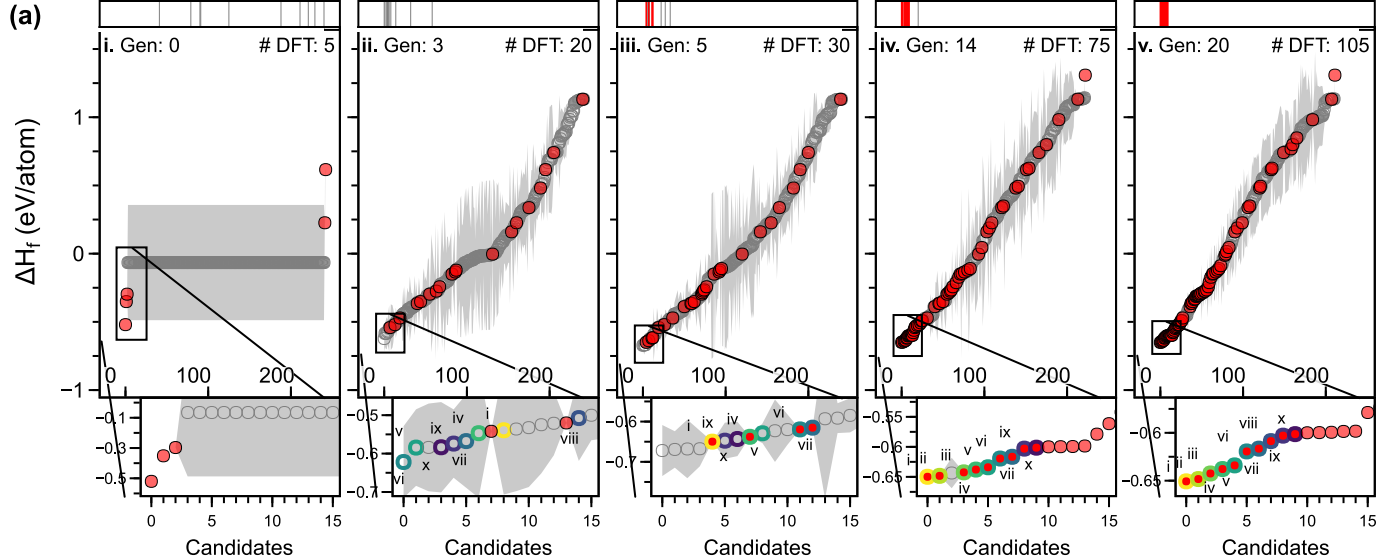 (a)
i. Gen: 0 # DFT: 5
ii. Gen: 3 # DFT: 20
iii. Gen: 5 # DFT: 30
iv. Gen: 14 # DFT: 75
v. Gen: 20 # DFT: 105
ΔHf (eV/atom)
1
0
−1
0 100 200
0 100 200
0 100 200
0 100 200
0 100 200
−0.1
−0.3
−0.5
0 5 10 15
Candidates
−0.5
−0.6
−0.7
v ix iv i
vi x vii viii
0 5 10 15
Candidates
−0.6
−0.7
i ix iv vi
x v vii
0 5 10 15
Candidates
−0.55
−0.6
−0.65
i ii iii v vi ix
iv vii x
0 5 10 15
Candidates
−0.6
−0.65
i ii iii vi viii x
iv v vii ix
0 5 10 15
Candidates